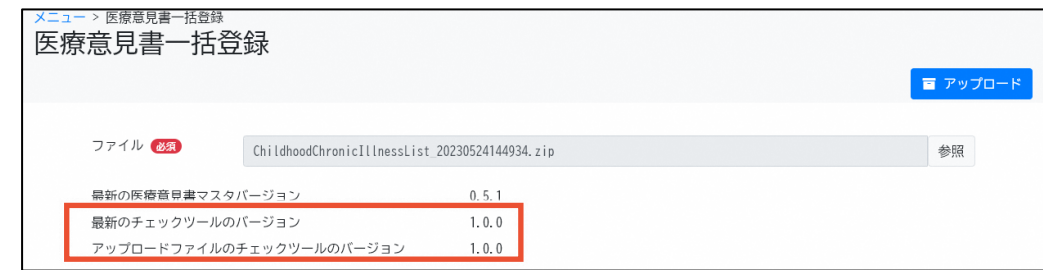 メニュー > 医療意見書一括登録
医療意見書一括登録
アップロード
ファイル 必須 ChildhoodChronicIllnessList_20230524144934.zip 参照
最新の医療意見書マスタバージョン 0.5.1
最新のチェックツールのバージョン 1.0.0
アップロードファイルのチェックツールのバージョン 1.0.0